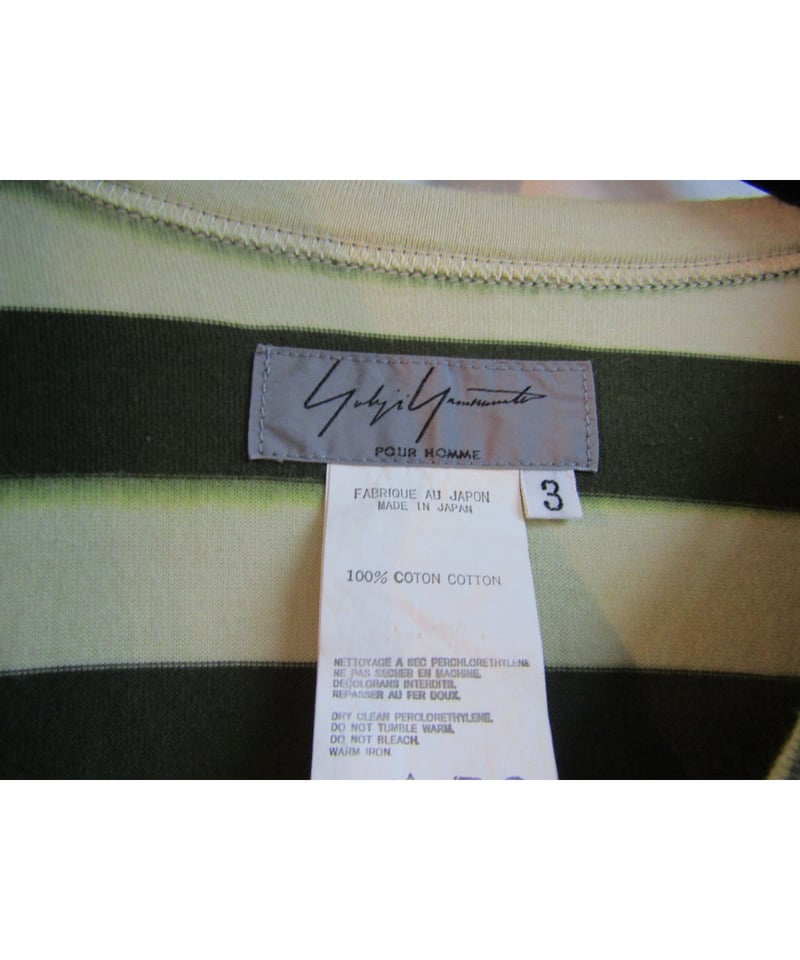 Yohji Yamamoto
POUR HOMME
3
FABRIQUE AU JAPON
MADE IN JAPAN
100% COTON COTTON
NETTOYAGE A SEC PERCHLORETHYLENE
NE PAS SECHER EN MACHINE.
DECOLORANS INTERDITS.
REPASSER AU FER DOUX.
DRY CLEAN PERCLORETHYLENE.
DO NOT TUMBLE WARM.
DO NOT BLEACH.
WARM IRON